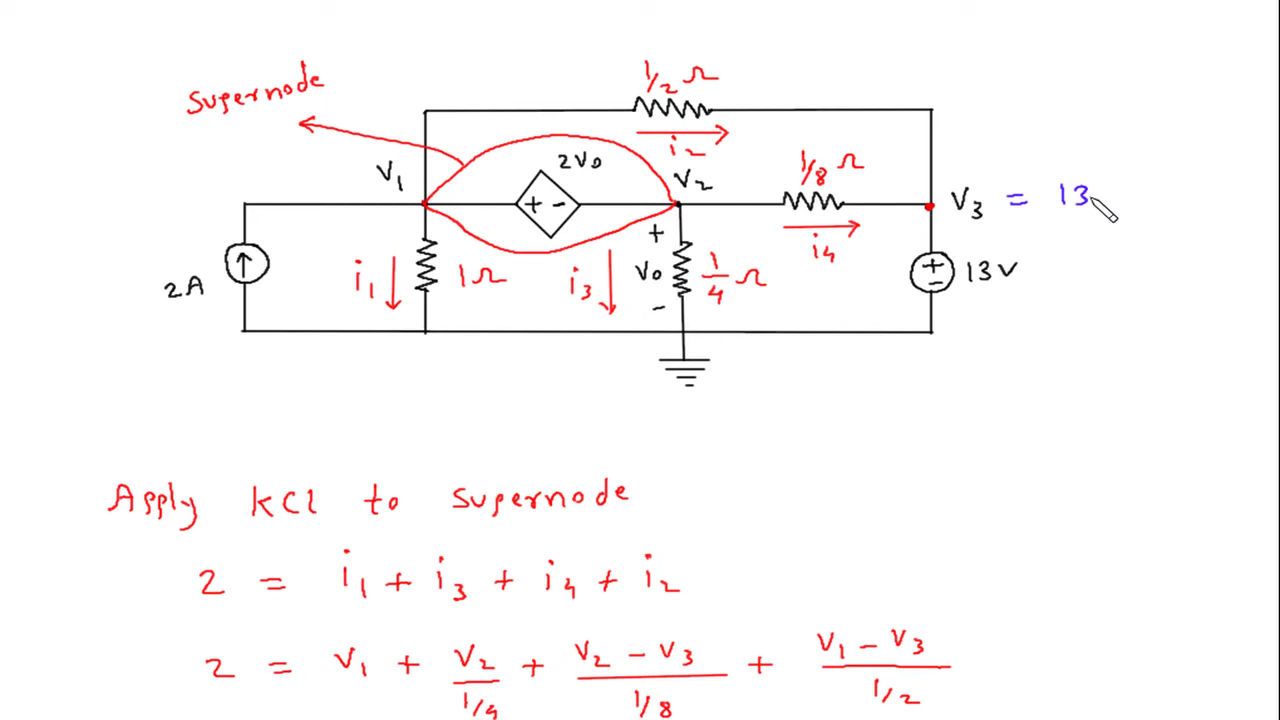 1/2 Ω
Supernode
i2
V1
2V0
V2
1/8 Ω
V3 = 13
+ -
i4
2A
i1
1Ω
i3
+
V0
-
1/4 Ω
+
-
13V
Apply KCl to Supernode
2 = i1 + i3 + i4 + i2
2 = V1 + V2/(1/4) + (V2 - V3)/(1/8) + (V1 - V3)/(1/2)